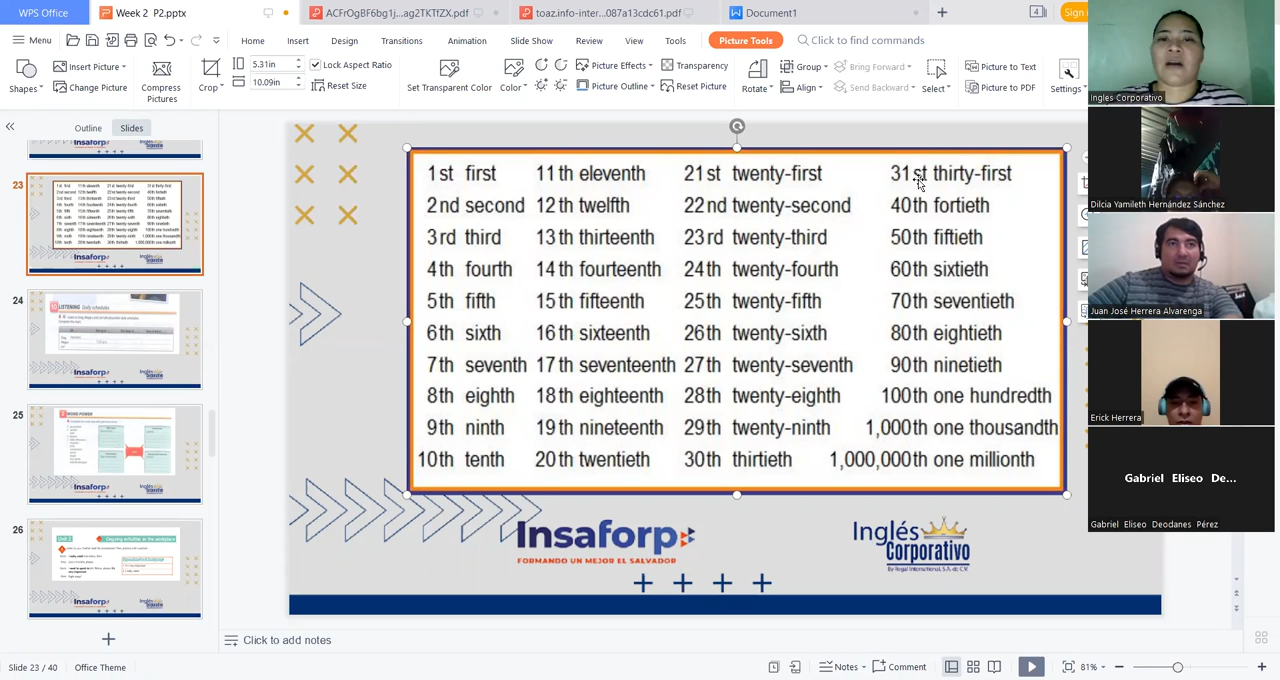 WPS Office
Week 2 P2.pptx
ACFrOgBF6bg1j...ag2TKTfZX.pdf
toaz.info-inter...087a13cdc61.pdf
Document1
Sign i
Menu
Home
Insert
Design
Transitions
Animation
Slide Show
Review
View
Tools
Picture Tools
Click to find commands
Shapes
Insert Picture
Change Picture
Compress Pictures
Crop
5.31in
10.09in
Lock Aspect Ratio
Reset Size
Set Transparent Color
Color
Picture Effects
Picture Outline
Transparency
Reset Picture
Rotate
Group
Align
Bring Forward
Send Backward
Select
Picture to Text
Picture to PDF
Settings
Outline
Slides
23
24
LISTENING Daily schedules
25
WORD POWER
26
1st first
2nd second
3rd third
4th fourth
5th fifth
6th sixth
7th seventh
8th eighth
9th ninth
10th tenth
11th eleventh
12th twelfth
13th thirteenth
14th fourteenth
15th fifteenth
16th sixteenth
17th seventeenth
18th eighteenth
19th nineteenth
20th twentieth
21st twenty-first
22nd twenty-second
23rd twenty-third
24th twenty-fourth
25th twenty-fifth
26th twenty-sixth
27th twenty-seventh
28th twenty-eighth
29th twenty-ninth
30th thirtieth
31st thirty-first
40th fortieth
50th fiftieth
60th sixtieth
70th seventieth
80th eightieth
90th ninetieth
100th one hundredth
1,000th one thousandth
1,000,000th one millionth
Insaforp
FORMANDO UN MEJOR EL SALVADOR
Inglés
Corporativo
By Regal International, S.A. de C.V.
Click to add notes
Slide 23 / 40
Office Theme
Notes
Comment
81%
Ingles Corporativo
Dilcia Yamileth Hernández Sánchez
Juan José Herrera Alvarenga
Erick Herrera
Gabriel Eliseo De...
Gabriel Eliseo Deodanes Pérez